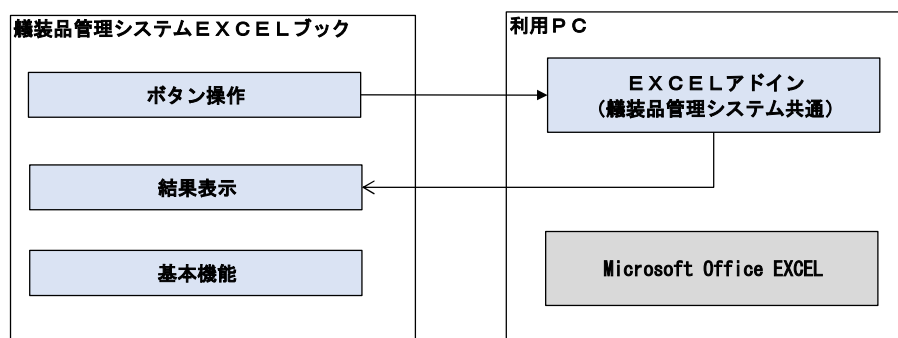 艤装品管理システムＥＸＣＥＬブック
ボタン操作
結果表示
基本機能
利用ＰＣ
ＥＸＣＥＬアドイン
（艤装品管理システム共通）
Microsoft Office EXCEL